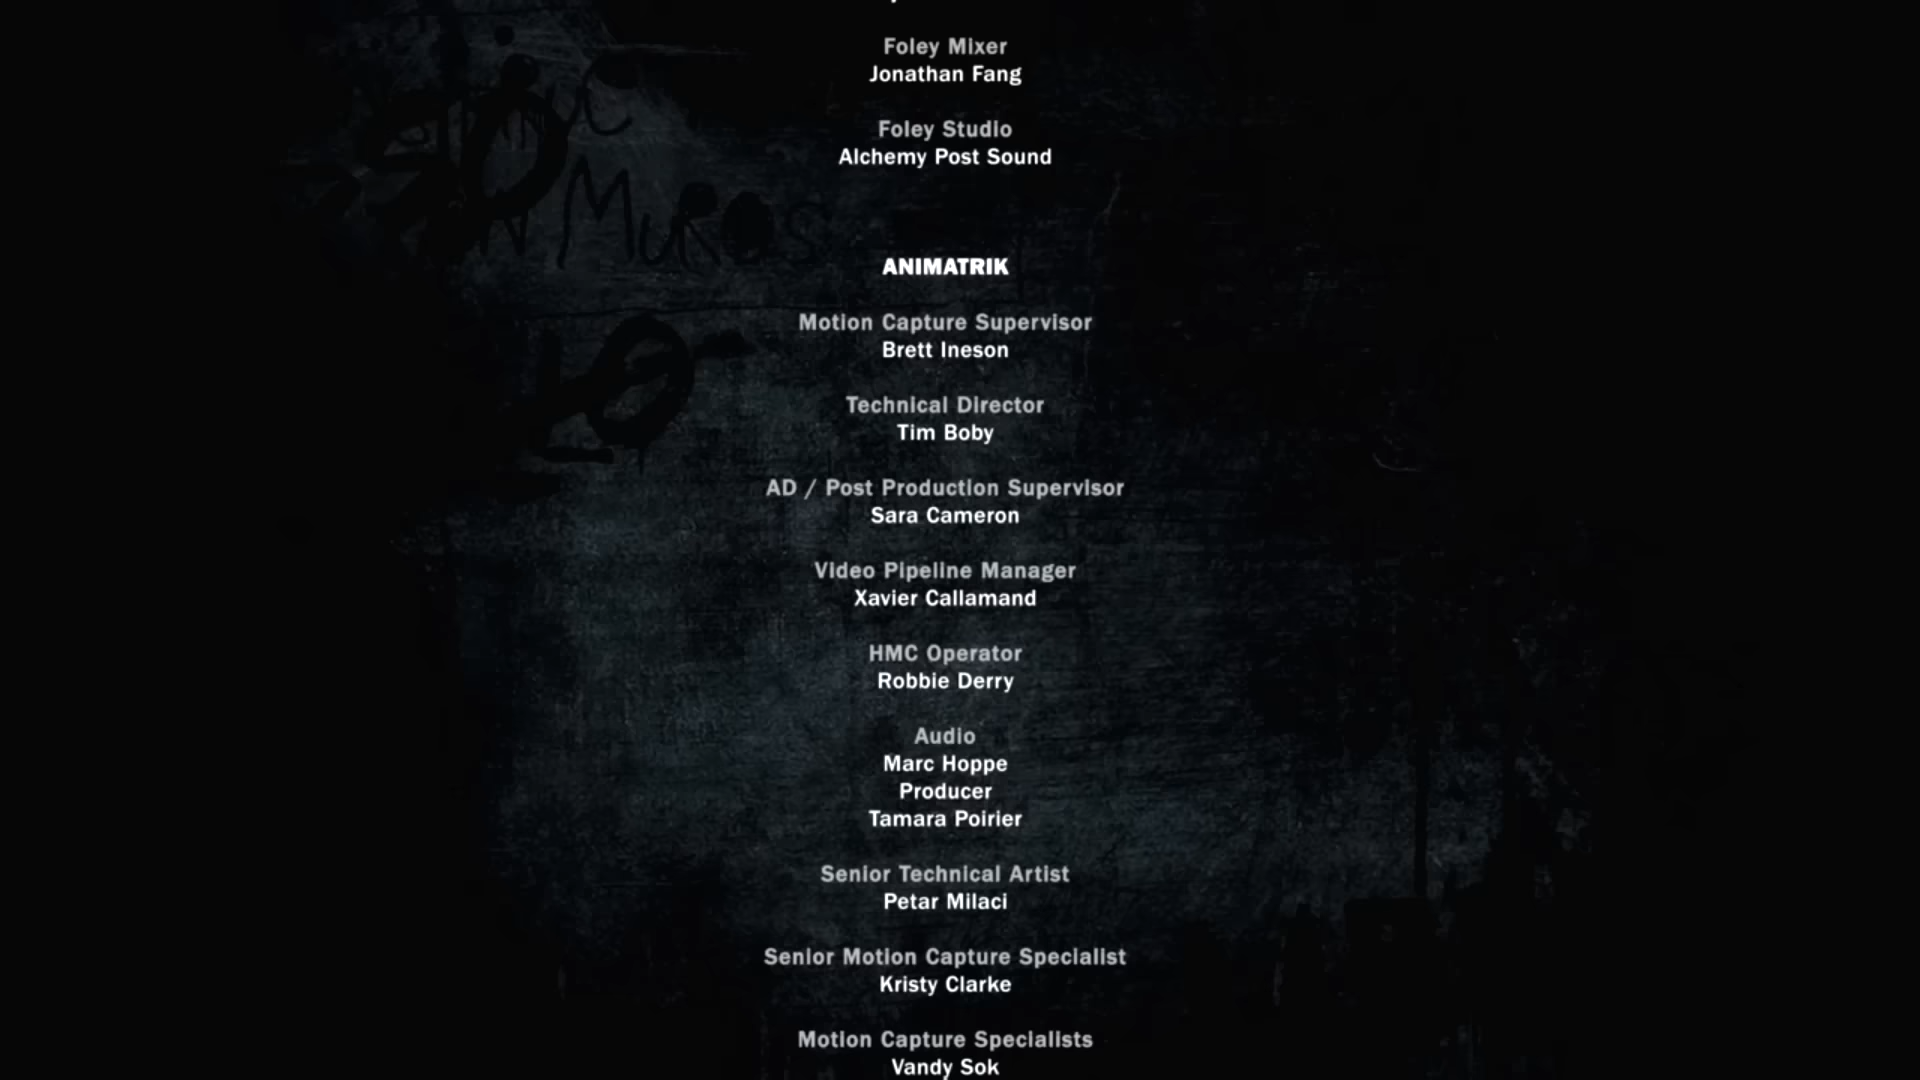 Foley Mixer
Jonathan Fang
Foley Studio
Alchemy Post Sound
Muros
ANIMATRIK
Motion Capture Supervisor
Brett Ineson
Technical Director
Tim Boby
AD / Post Production Supervisor
Sara Cameron
Video Pipeline Manager
Xavier Callamand
HMC Operator
Robbie Derry
Audio
Marc Hoppe
Producer
Tamara Poirier
Senior Technical Artist
Petar Milaci
Senior Motion Capture Specialist
Kristy Clarke
Motion Capture Specialists
Vandy Sok